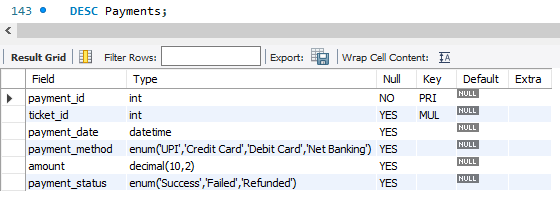 143 DESC Payments;
Result Grid Filter Rows: Export: Wrap Cell Content:
Field Type Null Key Default Extra
payment_id int NO PRI NULL
ticket_id int YES MUL NULL
payment_date datetime YES NULL
payment_method enum('UPI','Credit Card','Debit Card','Net Banking') YES NULL
amount decimal(10,2) YES NULL
payment_status enum('Success','Failed','Refunded') YES NULL